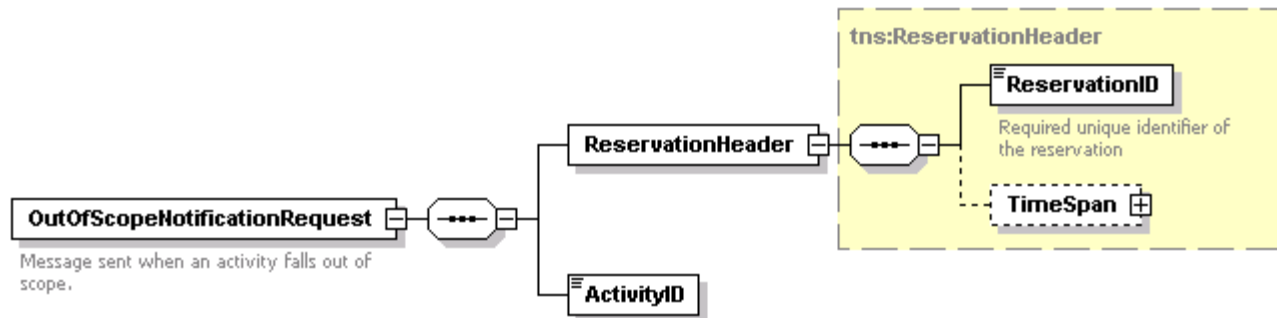 tns:ReservationHeader
ReservationID
Required unique identifier of
the reservation
ReservationHeader
TimeSpan
OutOfScopeNotificationRequest
Message sent when an activity falls out of
scope.
ActivityID